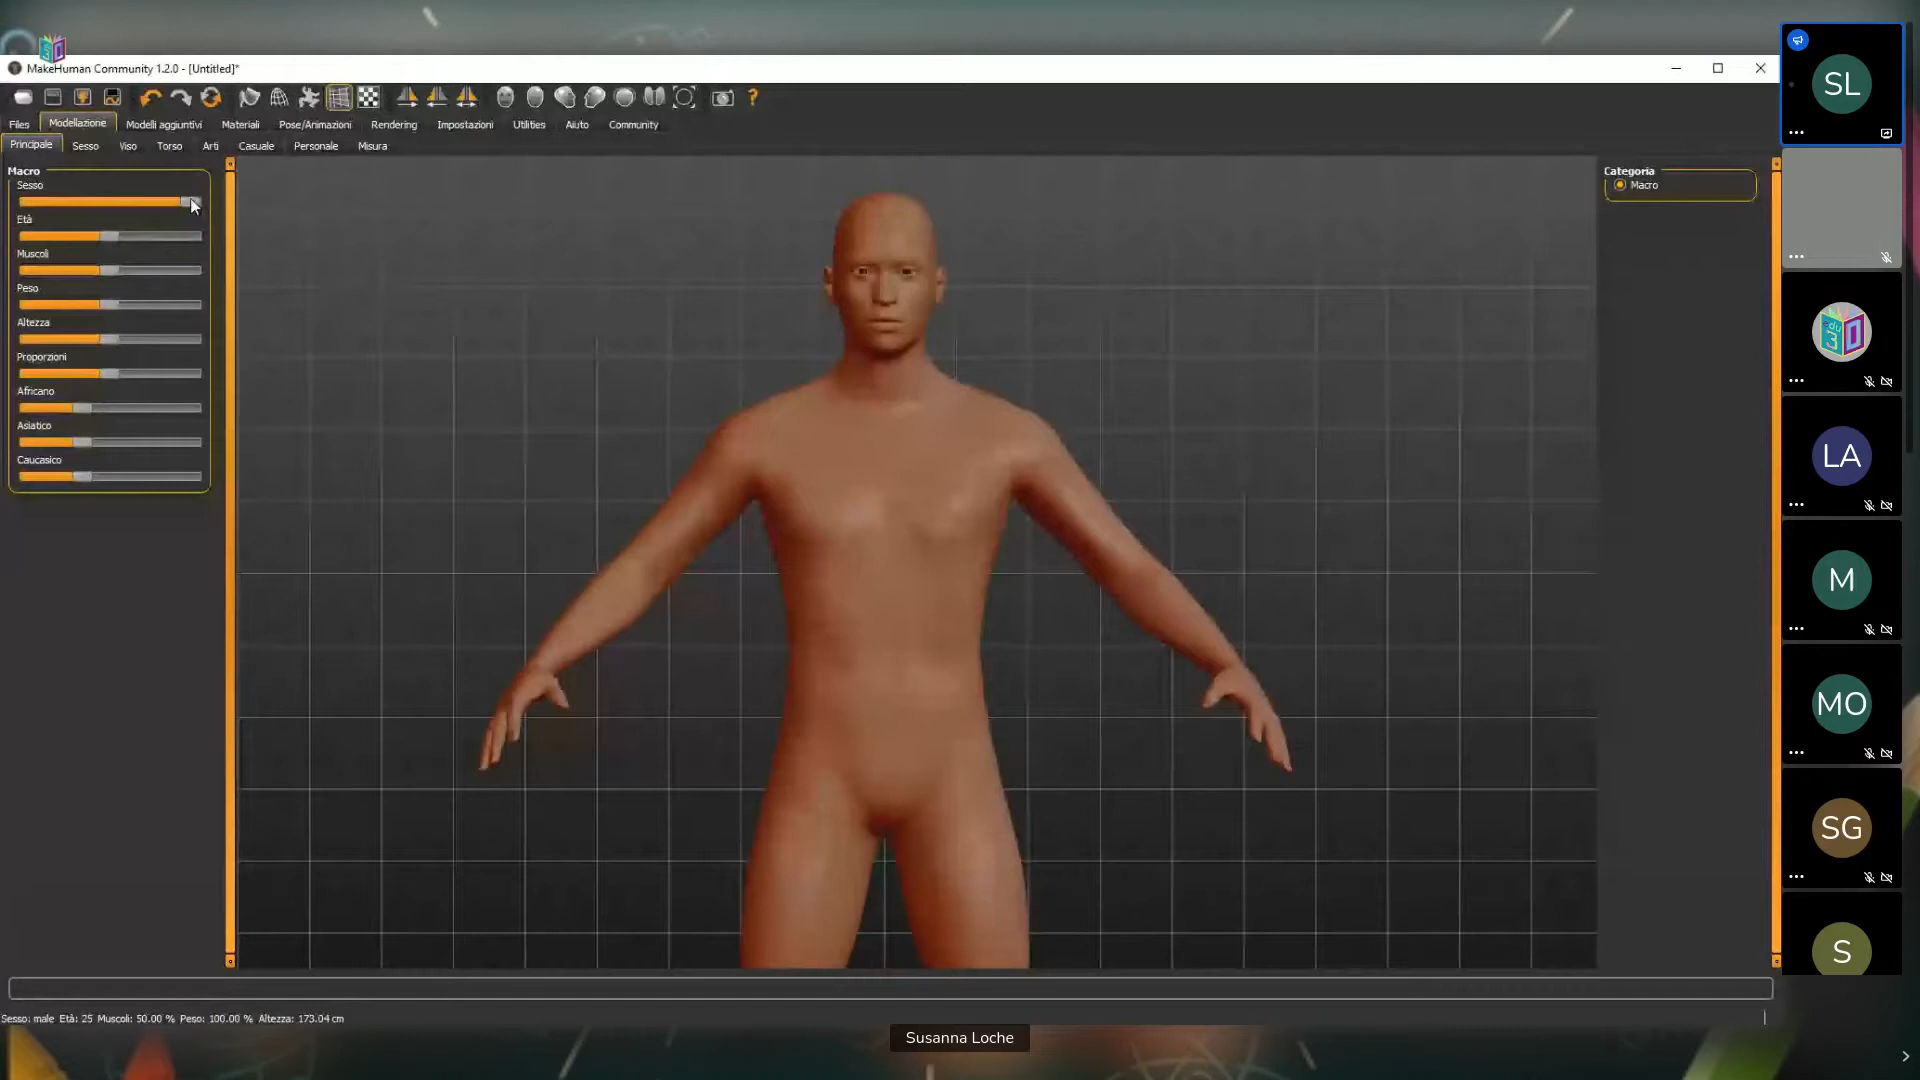 MakeHuman Community 1.2.0 - [Untitled]*
Files
Modellazione
Modelli aggiuntivi
Materiali
Pose/Animazioni
Rendering
Impostazioni
Utilities
Aiuto
Community
Principale
Sesso
Viso
Torso
Arti
Casuale
Personale
Misura
Macro
Sesso
Età
Muscoli
Peso
Altezza
Proporzioni
Africano
Asiatico
Caucasico
Categoria
Macro
Sesso: male Età: 25 Muscoli: 50.00 % Peso: 100.00 % Altezza: 173.04 cm
Susanna Loche
SL
edu
3D
LA
M
MO
SG
S